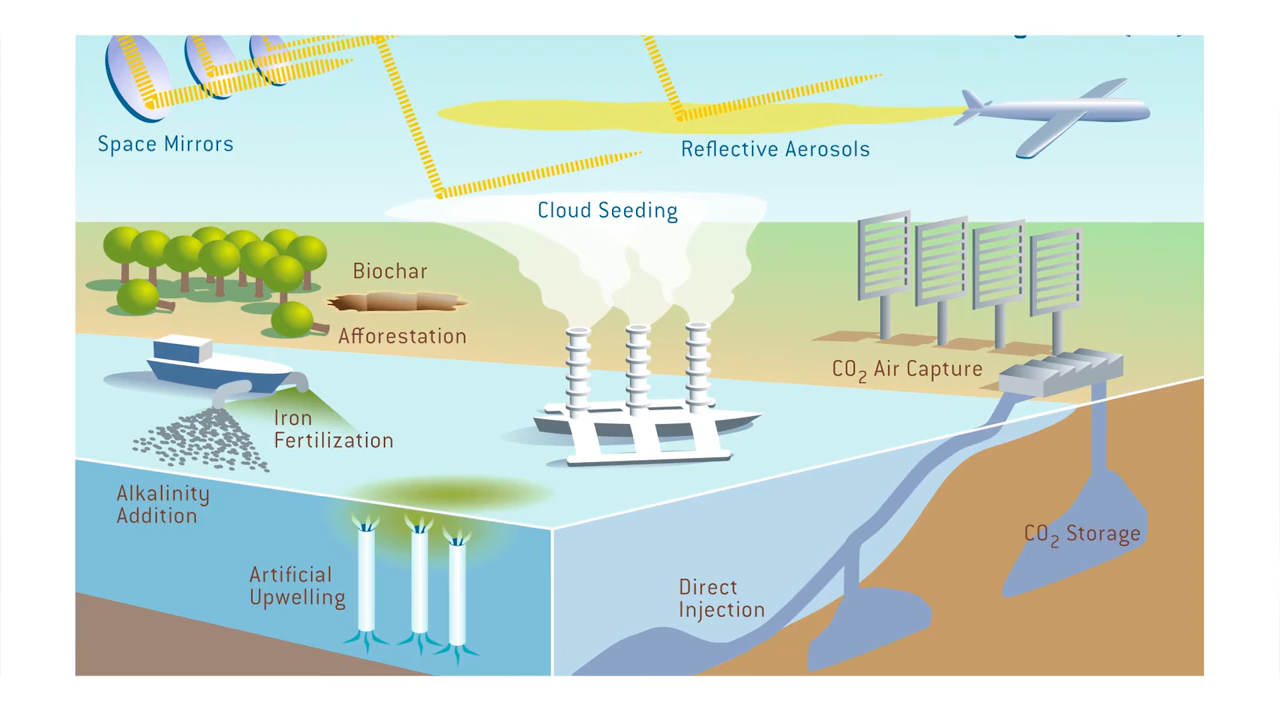 Space Mirrors
Reflective Aerosols
Cloud Seeding
Biochar
Afforestation
CO₂ Air Capture
Iron
Fertilization
Alkalinity
Addition
CO₂ Storage
Artificial
Upwelling
Direct
Injection